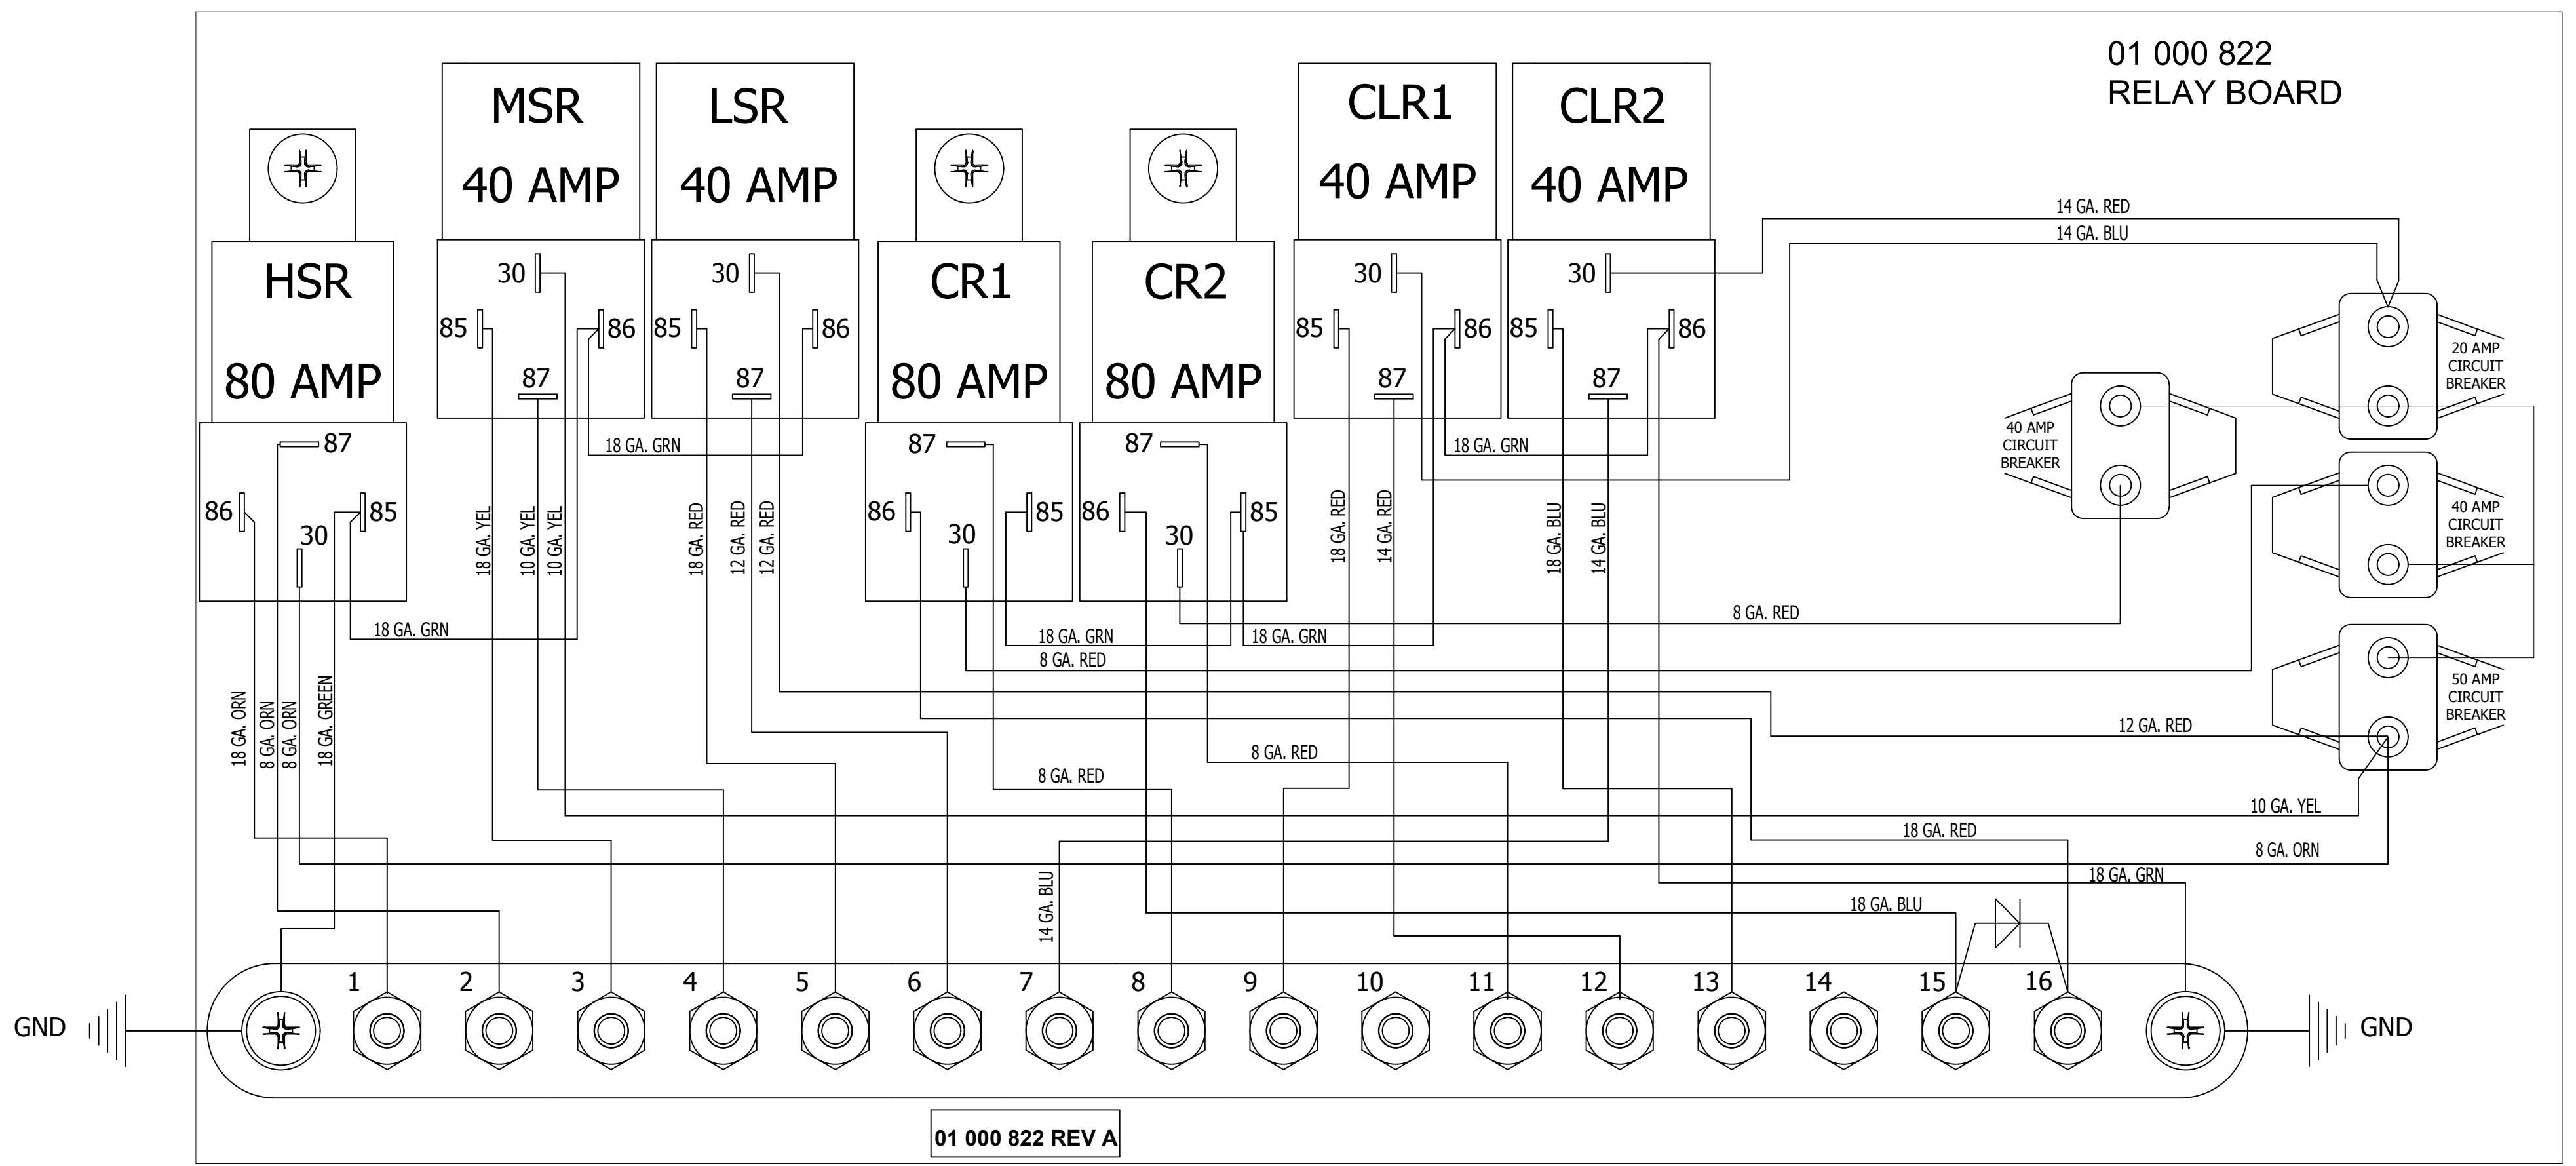 01 000 822
RELAY BOARD
MSR
40 AMP
LSR
40 AMP
CLR1
40 AMP
CLR2
40 AMP
HSR
80 AMP
CR1
80 AMP
CR2
80 AMP
30
85
86
87
30
85
86
87
30
85
86
87
30
85
86
87
87
86
85
30
87
86
85
30
87
86
85
30
14 GA. RED
14 GA. BLU
20 AMP
CIRCUIT
BREAKER
40 AMP
CIRCUIT
BREAKER
40 AMP
CIRCUIT
BREAKER
50 AMP
CIRCUIT
BREAKER
18 GA. GRN
18 GA. GRN
18 GA. YEL
10 GA. YEL
10 GA. YEL
18 GA. RED
12 GA. RED
12 GA. RED
18 GA. RED
14 GA. RED
18 GA. BLU
14 GA. BLU
8 GA. RED
18 GA. GRN
18 GA. GRN
18 GA. GRN
8 GA. RED
18 GA. ORN
8 GA. ORN
8 GA. ORN
18 GA. GREEN
12 GA. RED
8 GA. RED
8 GA. RED
10 GA. YEL
18 GA. RED
8 GA. ORN
18 GA. GRN
14 GA. BLU
18 GA. BLU
1 2 3 4 5 6 7 8 9 10 11 12 13 14 15 16
GND
GND
01 000 822 REV A